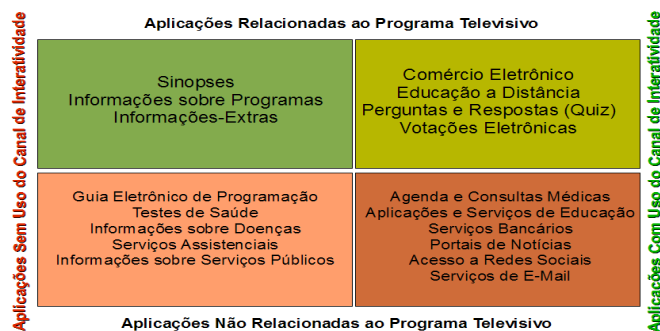 Aplicações Relacionadas ao Programa Televisivo
Aplicações Sem Uso do Canal de Interatividade
Sinopses
Informações sobre Programas
Informações-Extras
Comércio Eletrônico
Educação a Distância
Perguntas e Respostas (Quiz)
Votações Eletrônicas
Guia Eletrônico de Programação
Testes de Saúde
Informações sobre Doenças
Serviços Assistenciais
Informações sobre Serviços Públicos
Agenda e Consultas Médicas
Aplicações e Serviços de Educação
Serviços Bancários
Portais de Notícias
Acesso a Redes Sociais
Serviços de E-Mail
Aplicações Com Uso do Canal de Interatividade
Aplicações Não Relacionadas ao Programa Televisivo